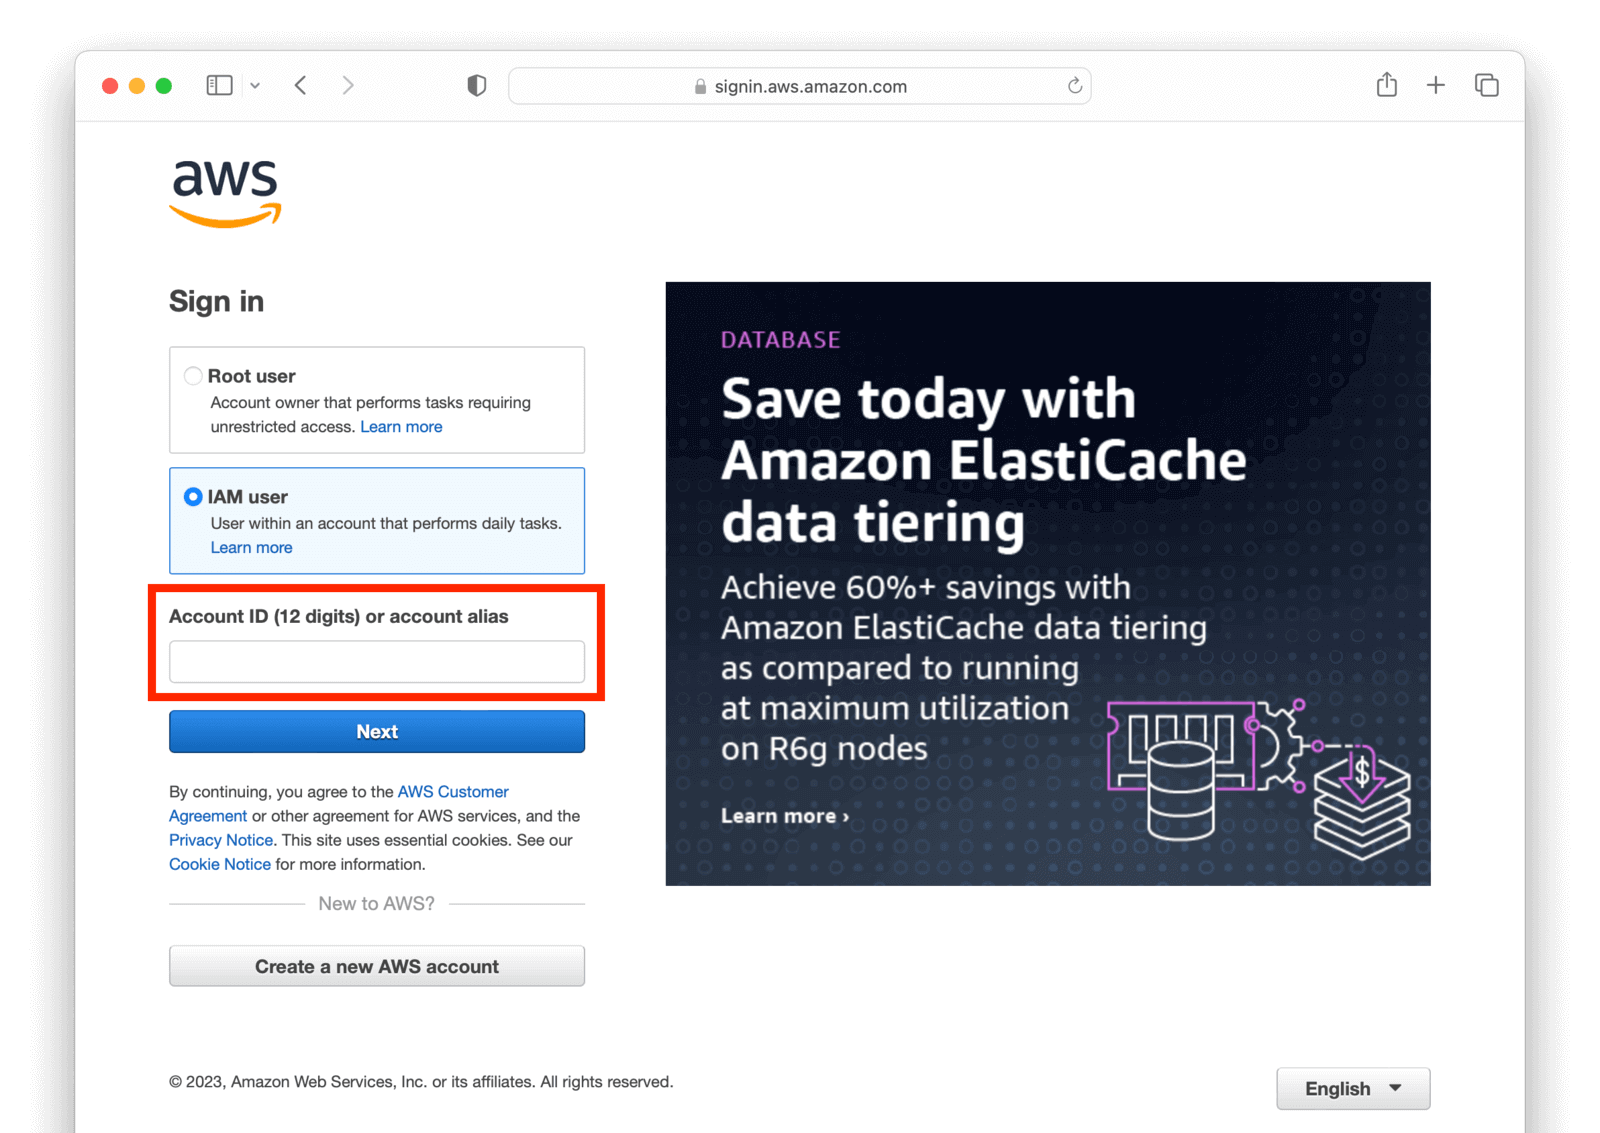 signin.aws.amazon.com
aws
Sign in
Root user
Account owner that performs tasks requiring
unrestricted access. Learn more
IAM user
User within an account that performs daily tasks.
Learn more
Account ID (12 digits) or account alias
Next
By continuing, you agree to the AWS Customer
Agreement or other agreement for AWS services, and the
Privacy Notice. This site uses essential cookies. See our
Cookie Notice for more information.
New to AWS?
Create a new AWS account
DATABASE
Save today with
Amazon ElastiCache
data tiering
Achieve 60%+ savings with
Amazon ElastiCache data tiering
as compared to running
at maximum utilization
on R6g nodes
Learn more ›
$
© 2023, Amazon Web Services, Inc. or its affiliates. All rights reserved.
English